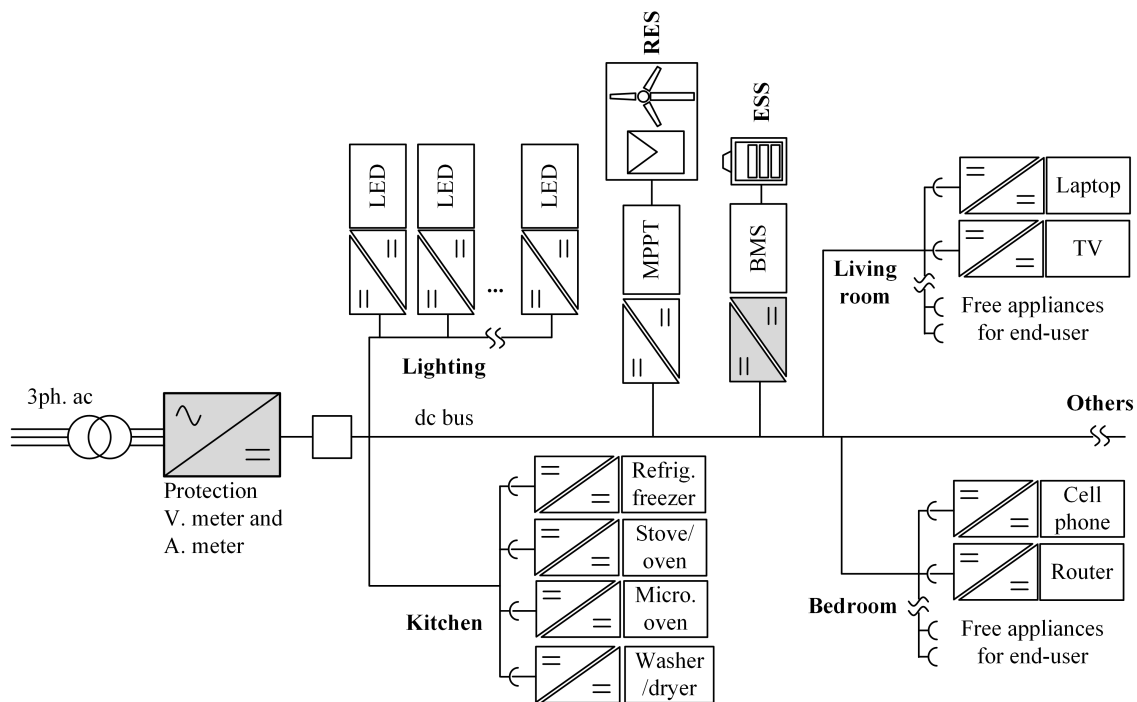 RES
ESS
LED
LED
LED
...
MPPT
BMS
Lighting
Laptop
TV
Living
room
Free appliances
for end-user
3ph. ac
dc bus
Others
Protection
V. meter and
A. meter
Refrig.
freezer
Stove/
oven
Micro.
oven
Washer
/dryer
Kitchen
Cell
phone
Router
Bedroom
Free appliances
for end-user